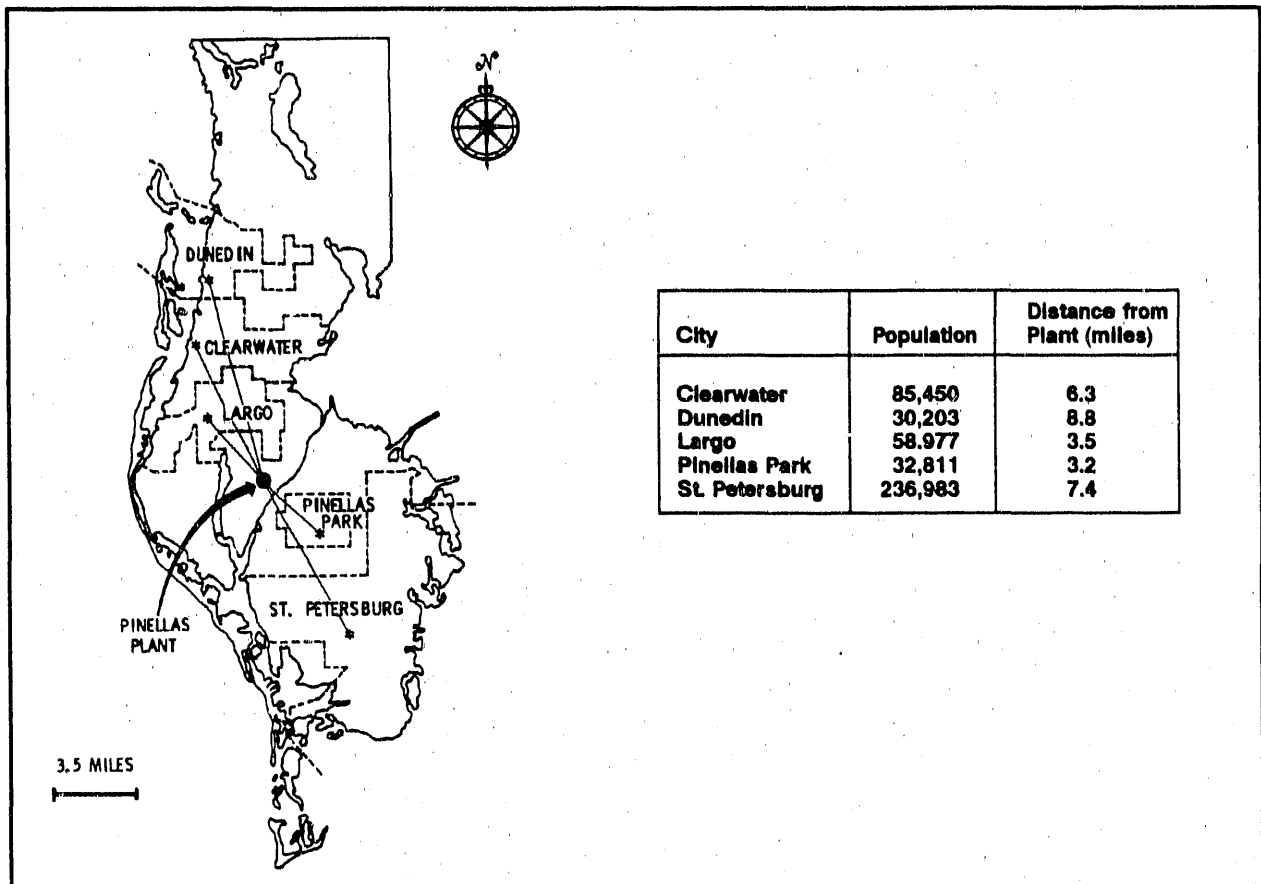 N
DUNEDIN
CLEARWATER
LARGO
PINELLAS
PARK
ST. PETERSBURG
PINELLAS
PLANT
3.5 MILES
City Population Distance from Plant (miles)
Clearwater 85,450 6.3
Dunedin 30,203 8.8
Largo 58.977 3.5
Pinellas Park 32,811 3.2
St. Petersburg 236,983 7.4